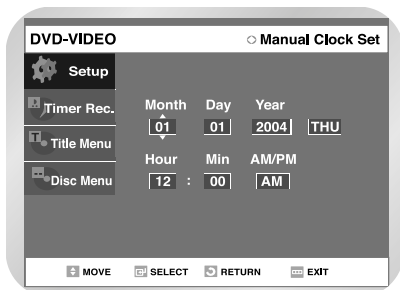 DVD-VIDEO Manual Clock Set
Setup
Timer Rec.
Title Menu
Disc Menu
Month Day Year
01 01 2004 THU
Hour Min AM/PM
12 : 00 AM
MOVE SELECT RETURN EXIT